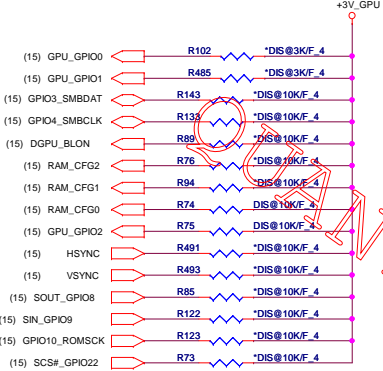 +3V_GPU
(15) GPU_GPIO0 R102 *DIS@3K/F_4
(15) GPU_GPIO1 R485 *DIS@3K/F_4
(15) GPIO3_SMBDAT R143 *DIS@10K/F_4
(15) GPIO4_SMBCLK R133 *DIS@10K/F_4
(15) DGPU_BLON R89 *DIS@10K/F_4
(15) RAM_CFG2 R76 *DIS@10K/F_4
(15) RAM_CFG1 R94 *DIS@10K/F_4
(15) RAM_CFG0 R74 DIS@10K/F_4
(15) GPU_GPIO2 R75 DIS@10K/F_4
(15) HSYNC R491 *DIS@10K/F_4
(15) VSYNC R493 *DIS@10K/F_4
(15) SOUT_GPIO8 R85 *DIS@10K/F_4
(15) SIN_GPIO9 R122 *DIS@10K/F_4
(15) GPIO10_ROMSCK R123 *DIS@10K/F_4
(15) SCS#_GPIO22 R73 *DIS@10K/F_4